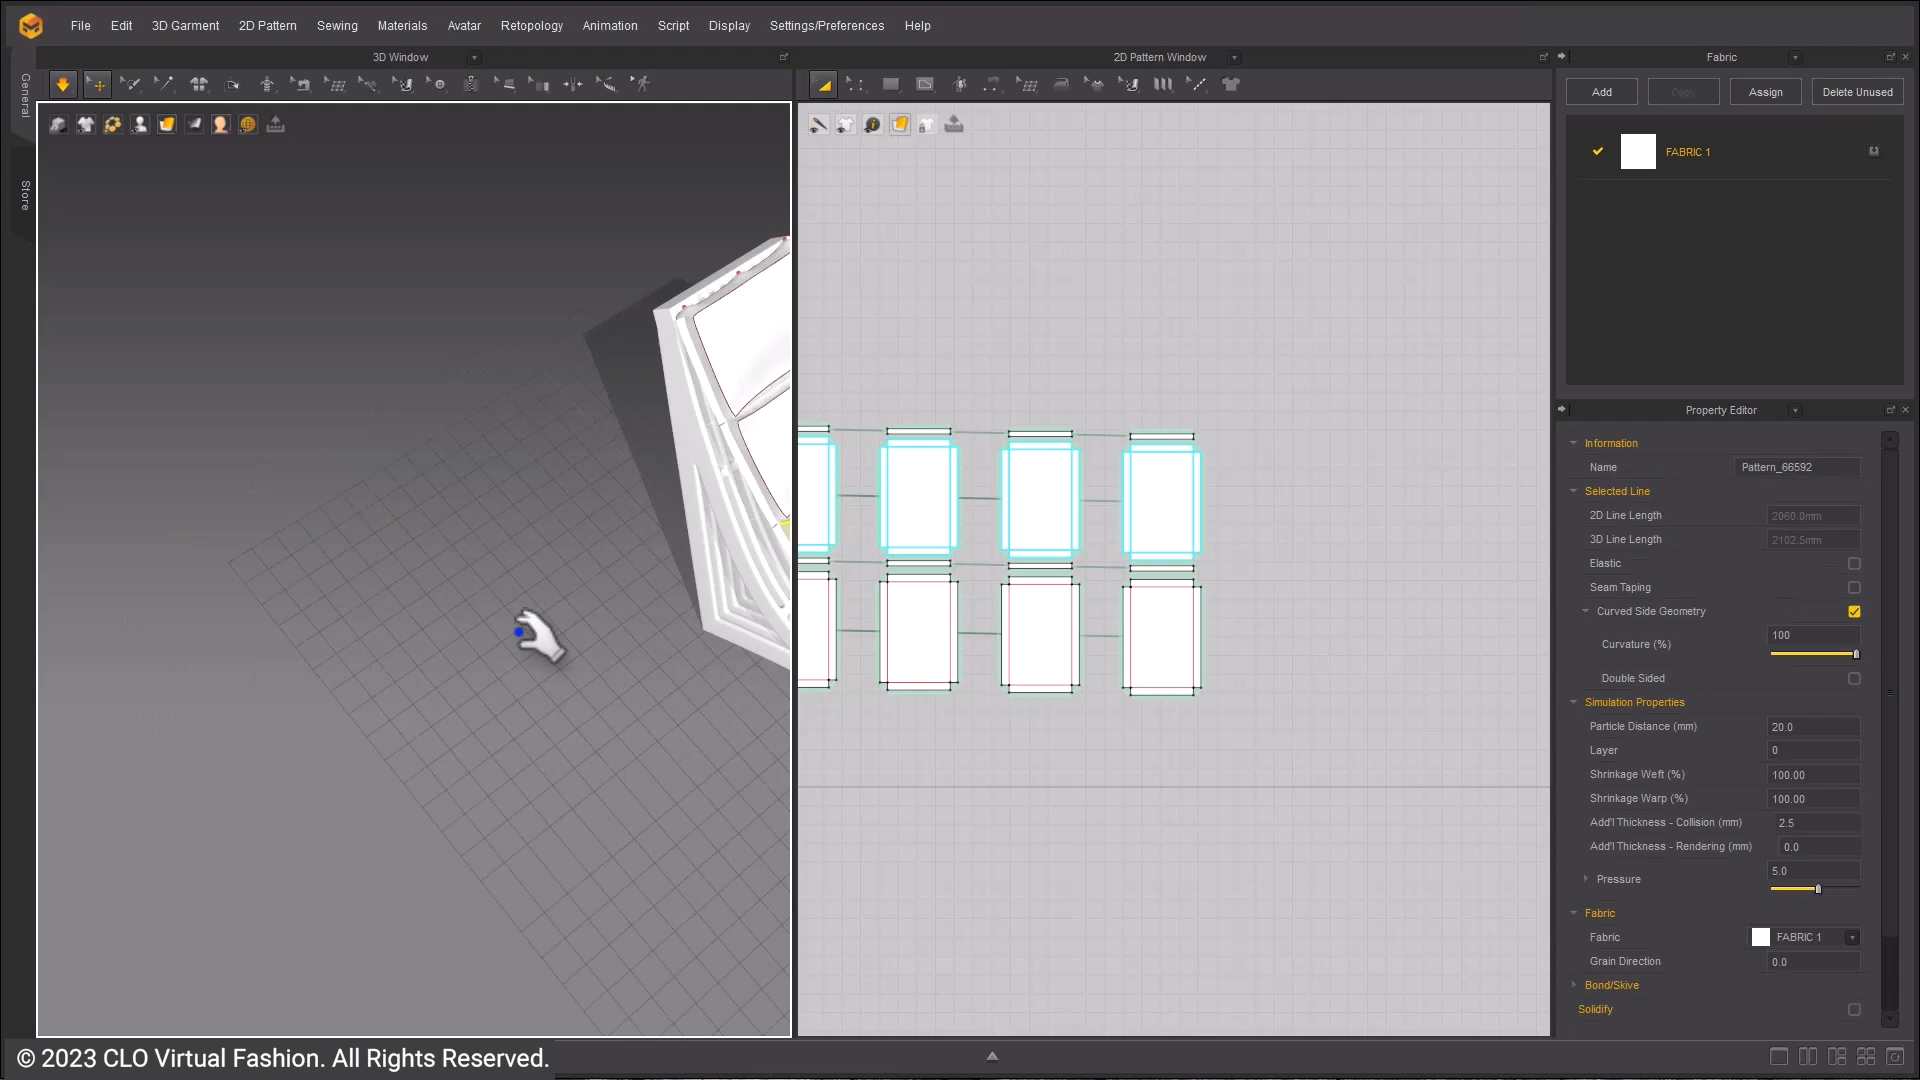 File Edit 3D Garment 2D Pattern Sewing Materials Avatar Retopology Animation Script Display Settings/Preferences Help
General
Store
3D Window
2D Pattern Window
Fabric
Add Copy Assign Delete Unused
FABRIC 1
Property Editor
Information
Name Pattern_66592
Selected Line
2D Line Length 2060.0mm
3D Line Length 2102.5mm
Elastic
Seam Taping
Curved Side Geometry
Curvature (%) 100
Double Sided
Simulation Properties
Particle Distance (mm) 20.0
Layer 0
Shrinkage Weft (%) 100.00
Shrinkage Warp (%) 100.00
Add'l Thickness - Collision (mm) 2.5
Add'l Thickness - Rendering (mm) 0.0
Pressure 5.0
Fabric
Fabric FABRIC 1
Grain Direction 0.0
Bond/Skive
Solidify
© 2023 CLO Virtual Fashion. All Rights Reserved.